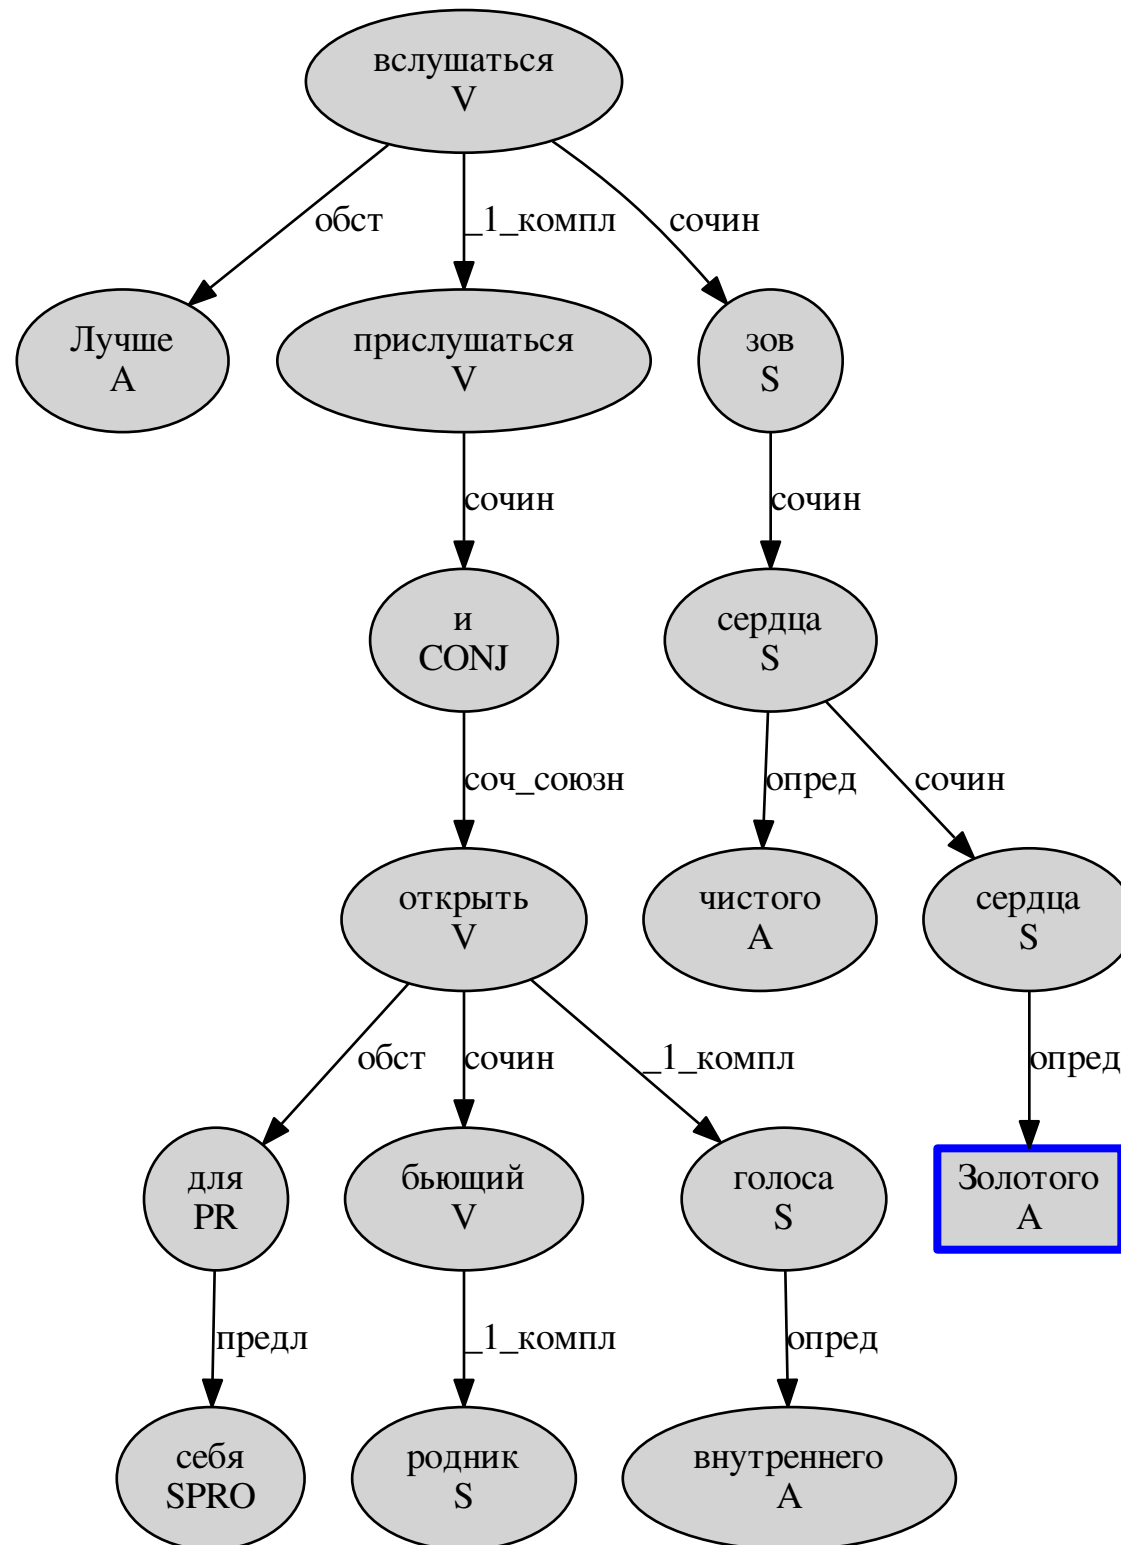 вслушаться
V
обст
_1_компл
сочин
Лучше
A
прислушаться
V
зов
S
сочин
сочин
и
CONJ
сердца
S
соч_союзн
опред
сочин
открыть
V
чистого
A
сердца
S
обст
сочин
_1_компл
опред
для
PR
бьющий
V
голоса
S
Золотого
A
предл
_1_компл
опред
себя
SPRO
родник
S
внутреннего
A